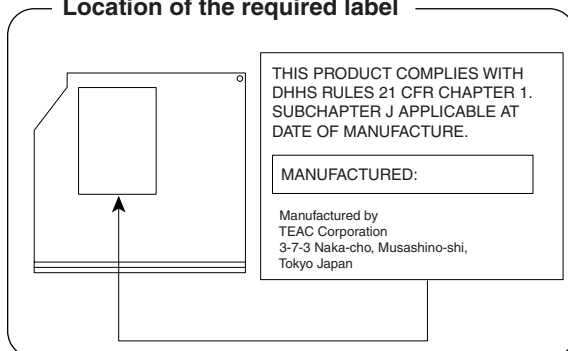 Location of the required label
THIS PRODUCT COMPLIES WITH
DHHS RULES 21 CFR CHAPTER 1.
SUBCHAPTER J APPLICABLE AT
DATE OF MANUFACTURE.
MANUFACTURED:
Manufactured by
TEAC Corporation
3-7-3 Naka-cho, Musashino-shi,
Tokyo Japan